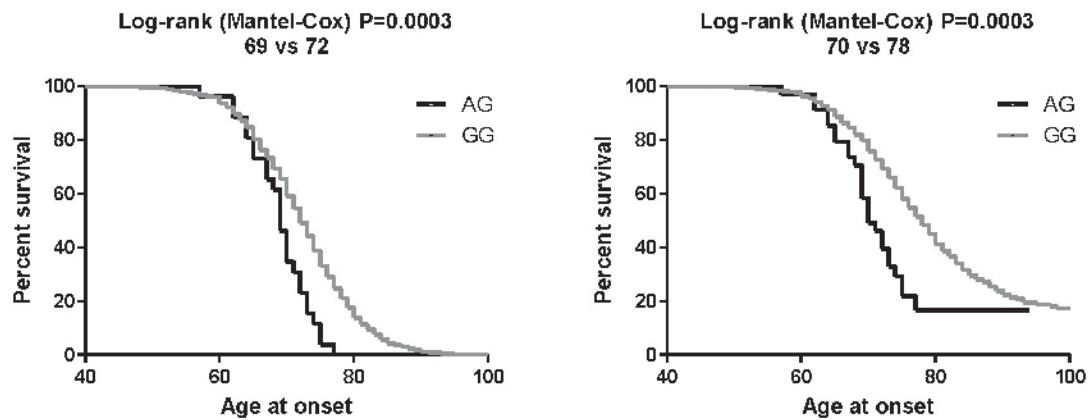 Log-rank (Mantel-Cox) P=0.0003
69 vs 72
100
80
60
40
20
0
Percent survival
AG
GG
40
60
80
100
Age at onset
Log-rank (Mantel-Cox) P=0.0003
70 vs 78
100
80
60
40
20
0
Percent survival
AG
GG
40
60
80
100
Age at onset